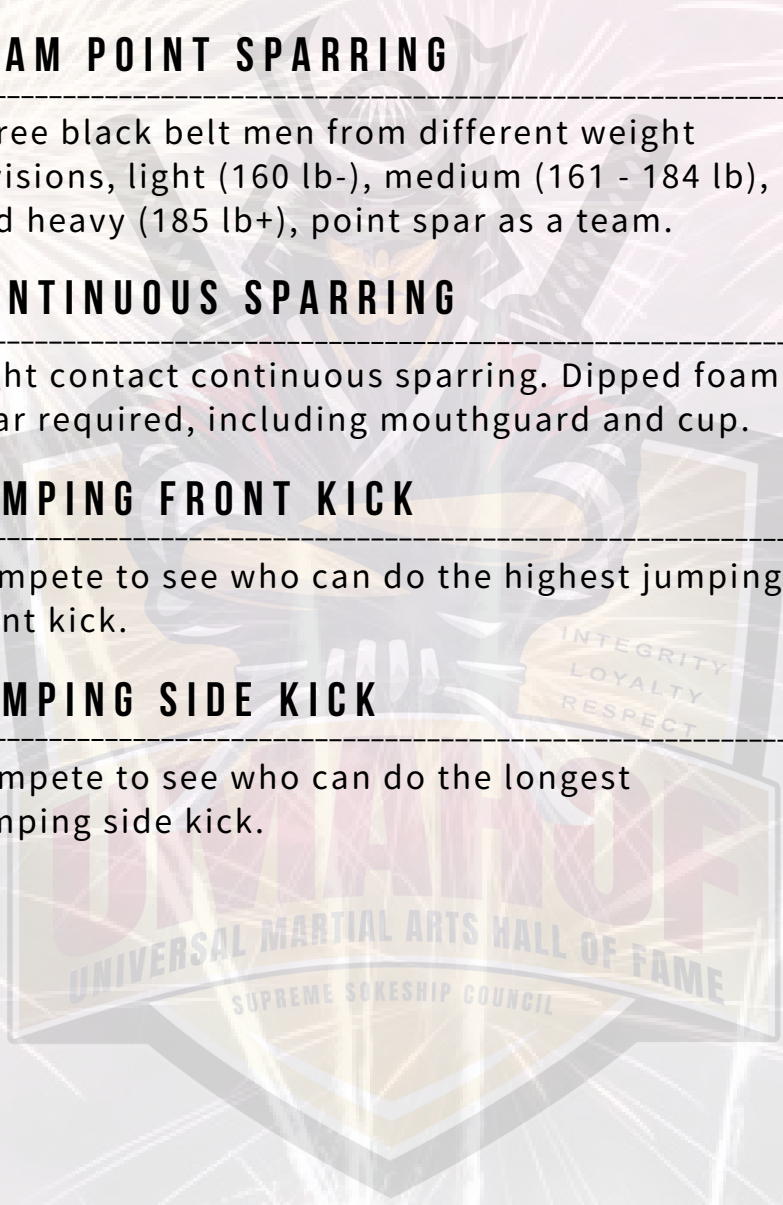 AM POINT SPARRING
ree black belt men from different weight
visions, light (160 lb-), medium (161 - 184 lb),
d heavy (185 lb+), point spar as a team.
NTINUOUS SPARRING
ht contact continuous sparring. Dipped foam
ar required, including mouthguard and cup.
MPING FRONT KICK
mpete to see who can do the highest jumping
nt kick.
MPING SIDE KICK
mpete to see who can do the longest
mping side kick.
INTEGRITY
LOYALTY
RESPECT
UMAHOF
UNIVERSAL MARTIAL ARTS HALL OF FAME
SUPREME SOKESHIP COUNCIL